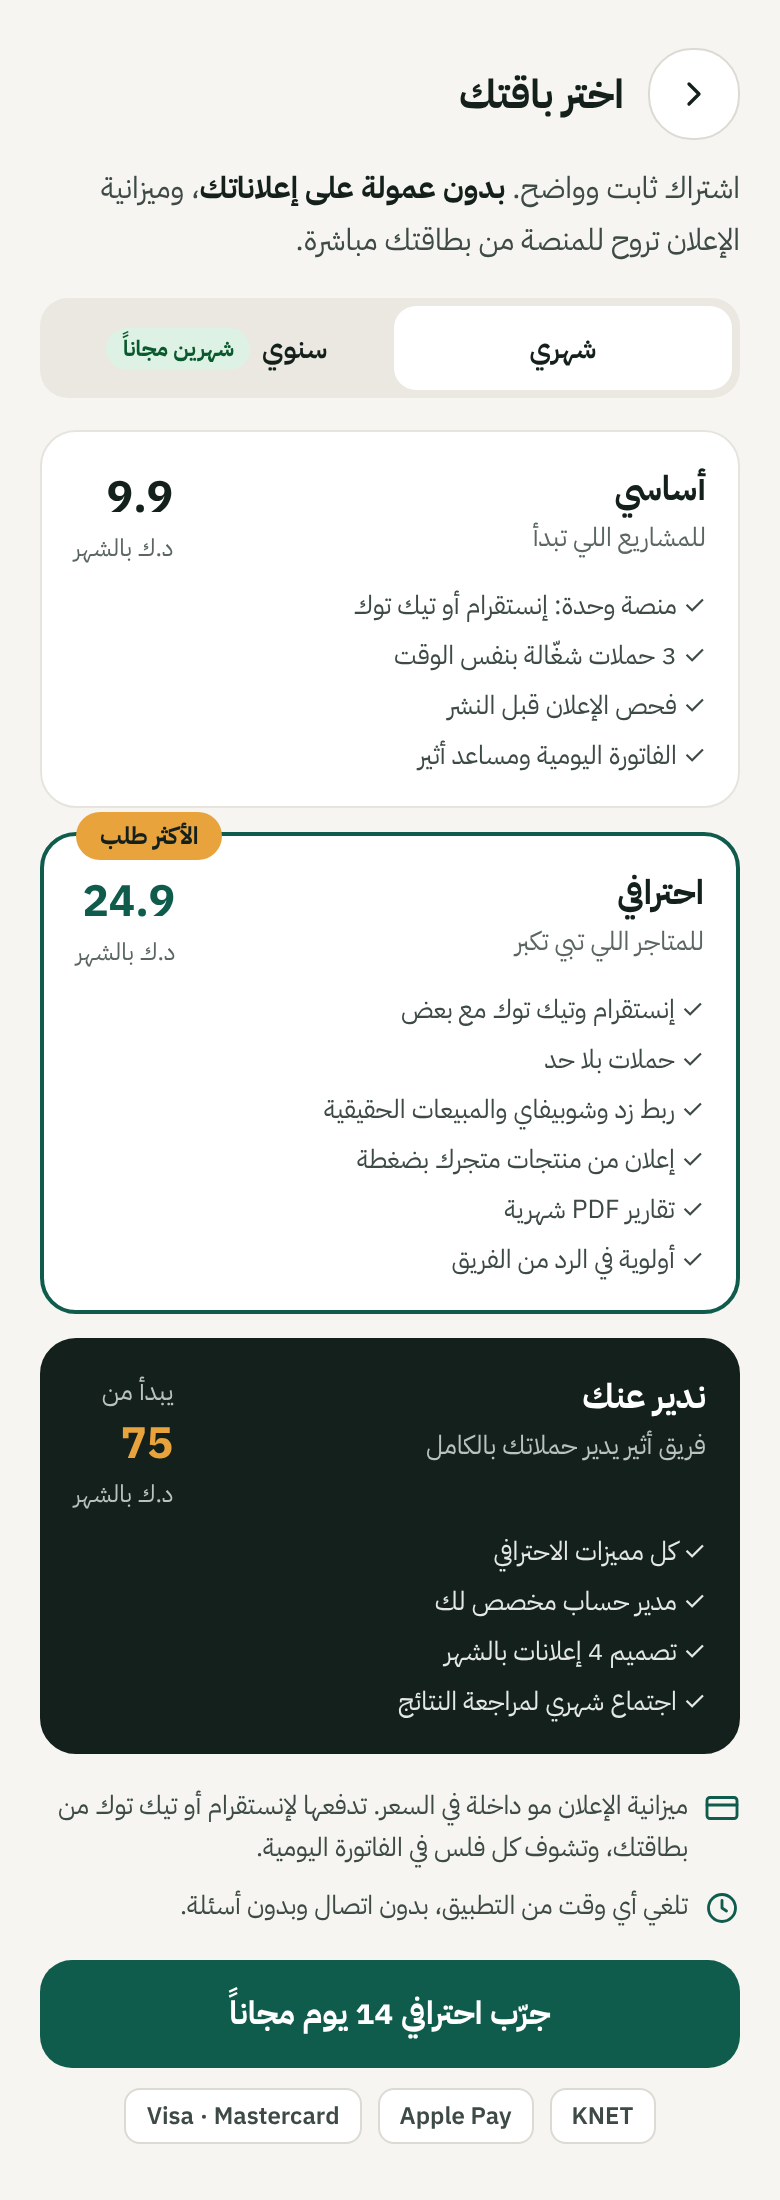 اختر باقتك
اشتراك ثابت وواضح. بدون عمولة على إعلاناتك، وميزانية
الإعلان تروح للمنصة من بطاقتك مباشرة.
شهري
سنوي شهرين مجاناً
أساسي
9.9
للمشاريع اللي تبدأ
د.ك بالشهر
✓ منصة وحدة: إنستقرام أو تيك توك
✓ 3 حملات شغّالة بنفس الوقت
✓ فحص الإعلان قبل النشر
✓ الفاتورة اليومية ومساعد أثير
الأكثر طلب
احترافي
24.9
للمتاجر اللي تبي تكبر
د.ك بالشهر
✓ إنستقرام وتيك توك مع بعض
✓ حملات بلا حد
✓ ربط زد وشوبيفاي والمبيعات الحقيقية
✓ إعلان من منتجات متجرك بضغطة
✓ تقارير PDF شهرية
✓ أولوية في الرد من الفريق
ندير عنك
يبدأ من
75
فريق أثير يدير حملاتك بالكامل
د.ك بالشهر
✓ كل مميزات الاحترافي
✓ مدير حساب مخصص لك
✓ تصميم 4 إعلانات بالشهر
✓ اجتماع شهري لمراجعة النتائج
ميزانية الإعلان مو داخلة في السعر. تدفعها لإنستقرام أو تيك توك من
بطاقتك، وتشوف كل فلس في الفاتورة اليومية.
تلغي أي وقت من التطبيق، بدون اتصال وبدون أسئلة.
جرّب احترافي 14 يوم مجاناً
KNET
Apple Pay
Visa · Mastercard